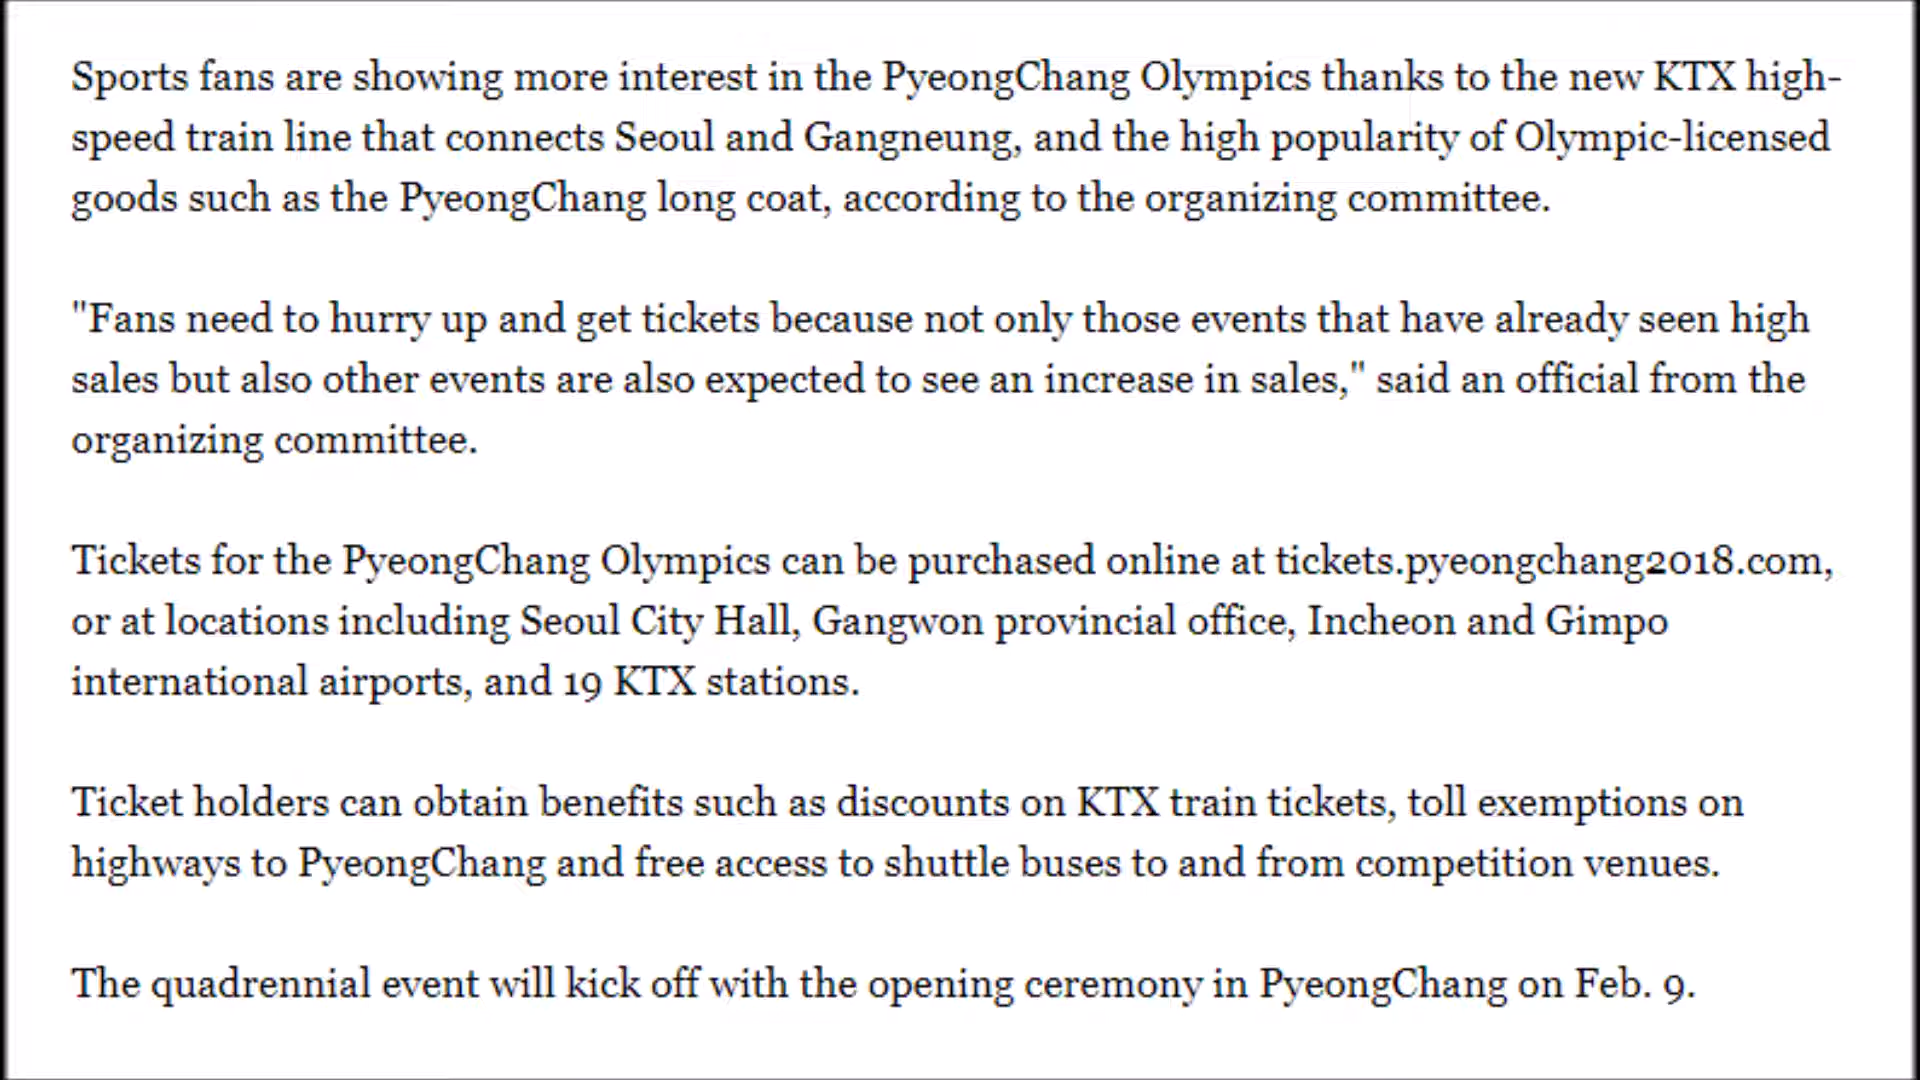 Sports fans are showing more interest in the PyeongChang Olympics thanks to the new KTX high-
speed train line that connects Seoul and Gangneung, and the high popularity of Olympic-licensed
goods such as the PyeongChang long coat, according to the organizing committee.
"Fans need to hurry up and get tickets because not only those events that have already seen high
sales but also other events are also expected to see an increase in sales," said an official from the
organizing committee.
Tickets for the PyeongChang Olympics can be purchased online at tickets.pyeongchang2018.com,
or at locations including Seoul City Hall, Gangwon provincial office, Incheon and Gimpo
international airports, and 19 KTX stations.
Ticket holders can obtain benefits such as discounts on KTX train tickets, toll exemptions on
highways to PyeongChang and free access to shuttle buses to and from competition venues.
The quadrennial event will kick off with the opening ceremony in PyeongChang on Feb. 9.